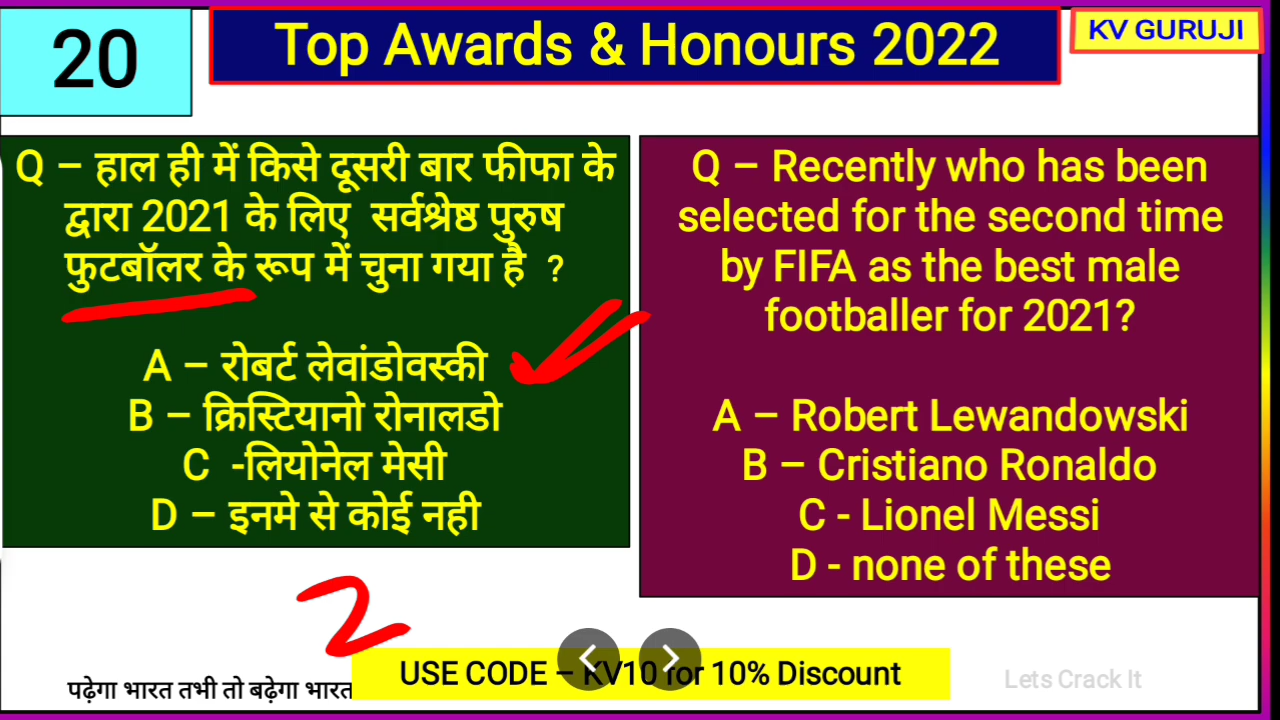 20
Top Awards & Honours 2022
KV GURUJI
Q – हाल ही में किसे दूसरी बार फीफा के
द्वारा 2021 के लिए सर्वश्रेष्ठ पुरुष
फुटबॉलर के रूप में चुना गया है ?
A – रोबर्ट लेवांडोवस्की
B – क्रिस्टियानो रोनालडो
C -लियोनेल मेसी
D – इनमे से कोई नही
Q – Recently who has been
selected for the second time
by FIFA as the best male
footballer for 2021?
A – Robert Lewandowski
B – Cristiano Ronaldo
C - Lionel Messi
D - none of these
2
USE CODE – KV10 for 10% Discount
पढ़ेगा भारत तभी तो बढ़ेगा भारत
Lets Crack It